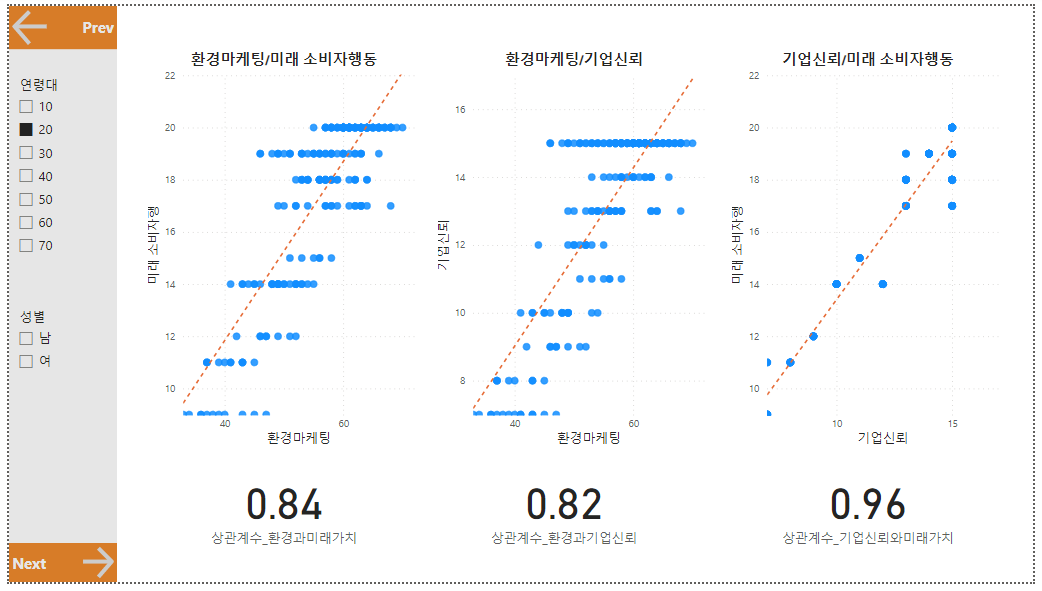 Prev
연령대
10
20
30
40
50
60
70
성별
남
여
Next
환경마케팅/미래 소비자행동
22
20
18
16
14
12
10
미래 소비자행
40
60
환경마케팅
0.84
상관계수_환경과미래가치
환경마케팅/기업신뢰
16
14
12
10
8
기업신뢰
40
60
환경마케팅
0.82
상관계수_환경과기업신뢰
기업신뢰/미래 소비자행동
22
20
18
16
14
12
10
미래 소비자행
10
15
기업신뢰
0.96
상관계수_기업신뢰와미래가치